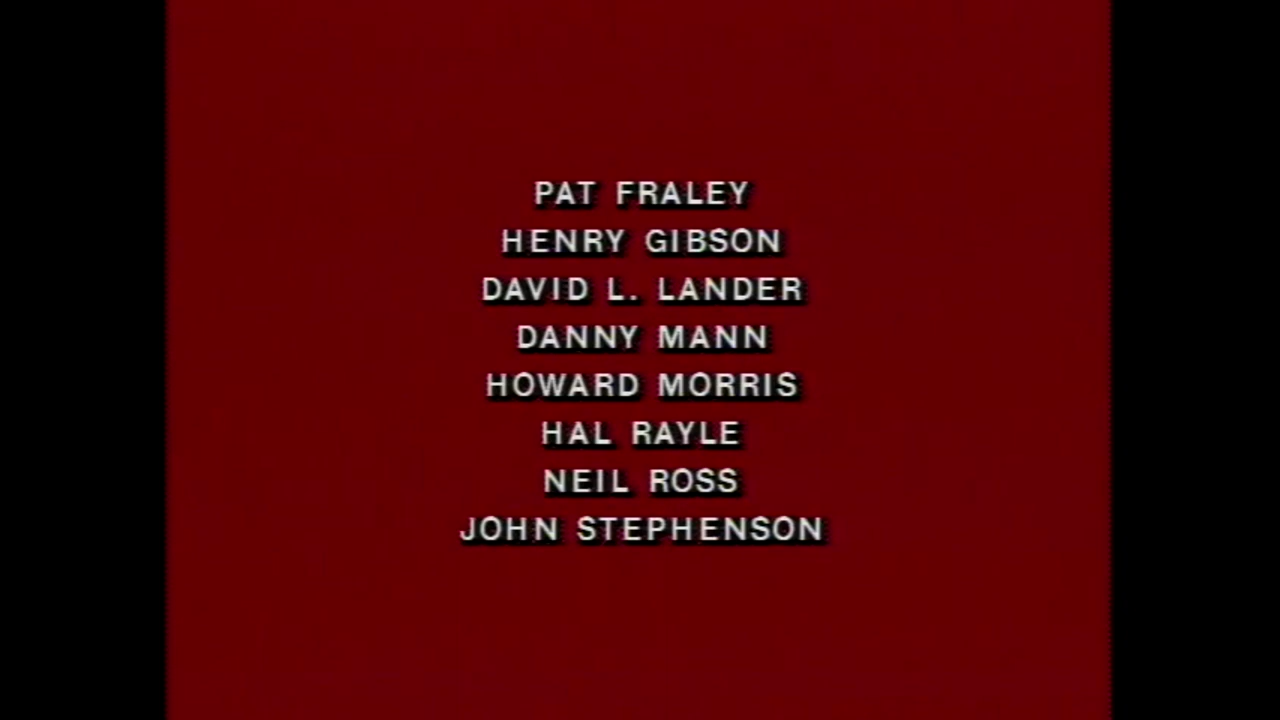 PAT FRALEY
HENRY GIBSON
DAVID L. LANDER
DANNY MANN
HOWARD MORRIS
HAL RAYLE
NEIL ROSS
JOHN STEPHENSON